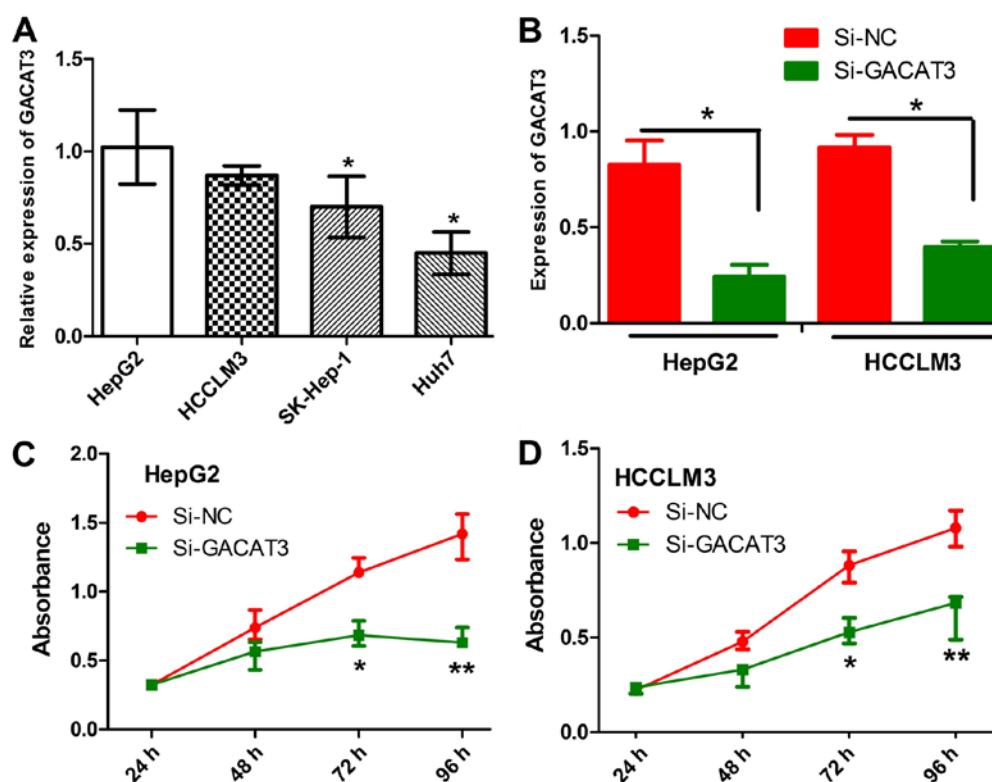 A
Relative expression of GACAT3
1.5
1.0
0.5
0.0
*
*
HepG2
HCCLM3
SK-Hep-1
Huh7
B
Si-NC
Si-GACAT3
Expression of GACAT3
1.5
1.0
0.5
0.0
*
*
HepG2
HCCLM3
C
HepG2
Si-NC
Si-GACAT3
Absorbance
2.0
1.5
1.0
0.5
0.0
*
**
24 h
48 h
72 h
96 h
D
HCCLM3
Si-NC
Si-GACAT3
Absorbance
1.5
1.0
0.5
0.0
*
**
24 h
48 h
72 h
96 h